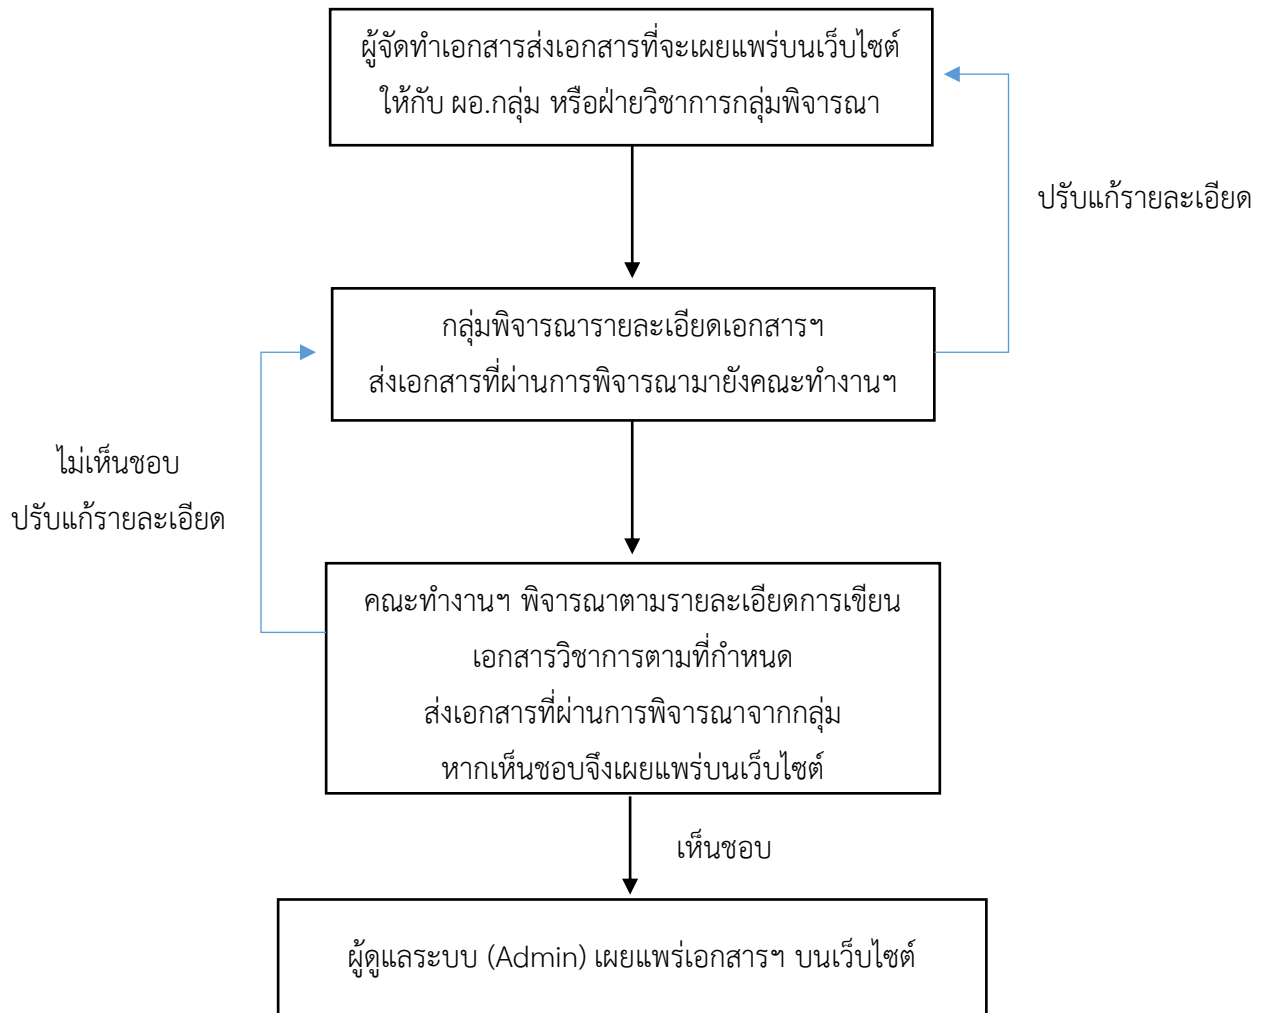 ผู้จัดทำเอกสารส่งเอกสารที่จะเผยแพร่บนเว็บไซต์
ให้กับ ผอ.กลุ่ม หรือฝ่ายวิชาการกลุ่มพิจารณา
ปรับแก้รายละเอียด
กลุ่มพิจารณารายละเอียดเอกสารฯ
ส่งเอกสารที่ผ่านการพิจารณามายังคณะทำงานฯ
ไม่เห็นชอบ
ปรับแก้รายละเอียด
คณะทำงานฯ พิจารณาตามรายละเอียดการเขียน
เอกสารวิชาการตามที่กำหนด
ส่งเอกสารที่ผ่านการพิจารณาจากกลุ่ม
หากเห็นชอบจึงเผยแพร่บนเว็บไซต์
เห็นชอบ
ผู้ดูแลระบบ (Admin) เผยแพร่เอกสารฯ บนเว็บไซต์